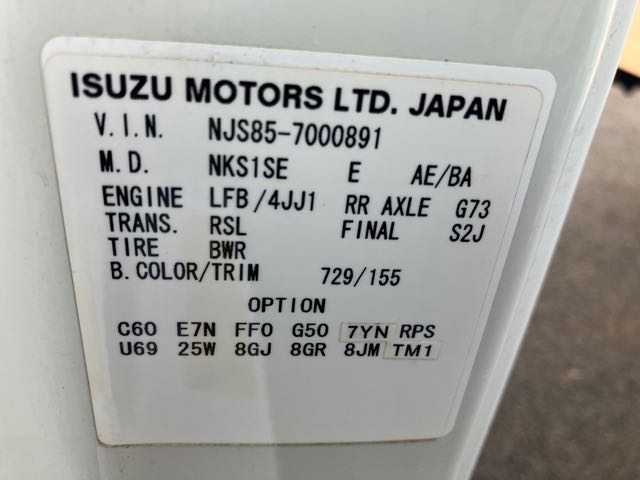 ISUZU MOTORS LTD. JAPAN
V.I.N. NJS85-7000891
M.D. NKS1SE E AE/BA
ENGINE LFB/4JJ1 RR AXLE G73
TRANS. RSL FINAL S2J
TIRE BWR
B.COLOR/TRIM 729/155
OPTION
C60 E7N FF0 G50 7YN RPS
U69 25W 8GJ 8GR 8JM TM1